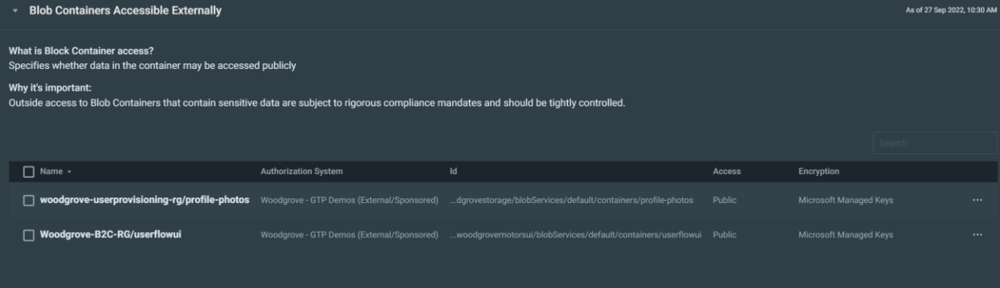 Blob Containers Accessible Externally
As of 27 Sep 2022, 10:30 AM
What is Block Container access?
Specifies whether data in the container may be accessed publicly
Why it's important:
Outside access to Blob Containers that contain sensitive data are subject to rigorous compliance mandates and should be tightly controlled.
Search
Name Authorization System Id Access Encryption
woodgrove-userprovisioning-rg/profile-photos Woodgrove - GTP Demos (External/Sponsored) ...dgrovestorage/blobServices/default/containers/profile-photos Public Microsoft Managed Keys ...
Woodgrove-B2C-RG/userflowui Woodgrove - GTP Demos (External/Sponsored) ...woodgrovemotorsui/blobServices/default/containers/userflowui Public Microsoft Managed Keys ...